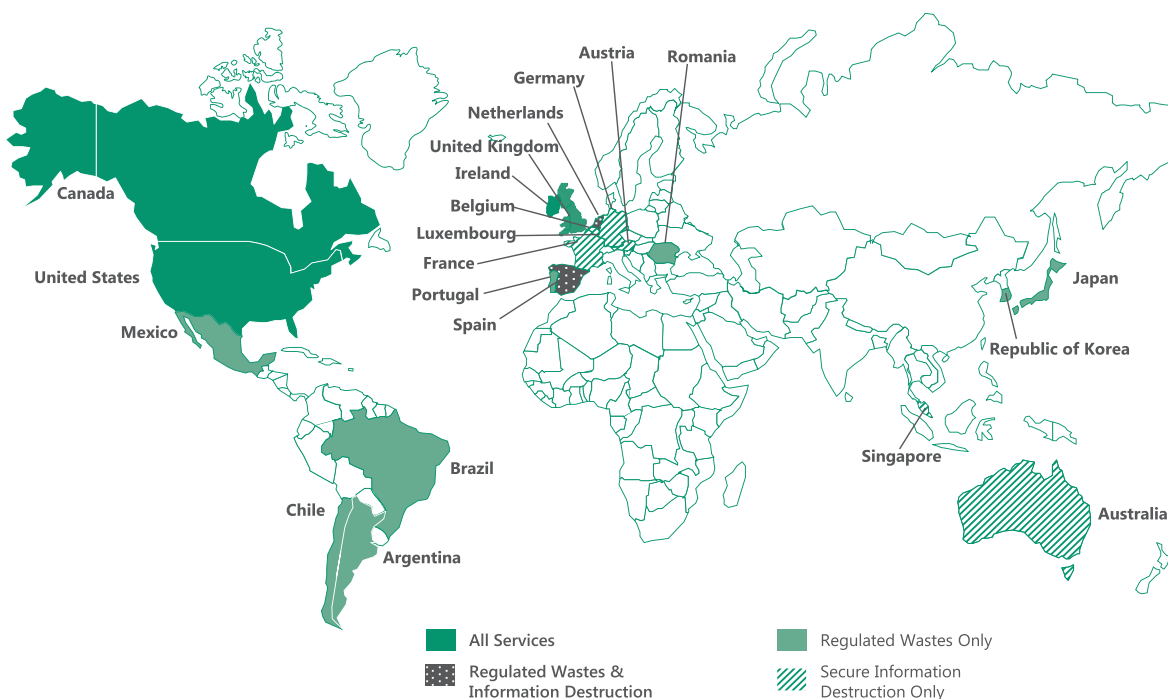 Austria
Romania
Germany
Netherlands
United Kingdom
Ireland
Canada
Belgium
Luxembourg
France
United States
Japan
Portugal
Spain
Mexico
Republic of Korea
Singapore
Brazil
Chile
Australia
Argentina
All Services
Regulated Wastes Only
Regulated Wastes &
Information Destruction
Secure Information
Destruction Only